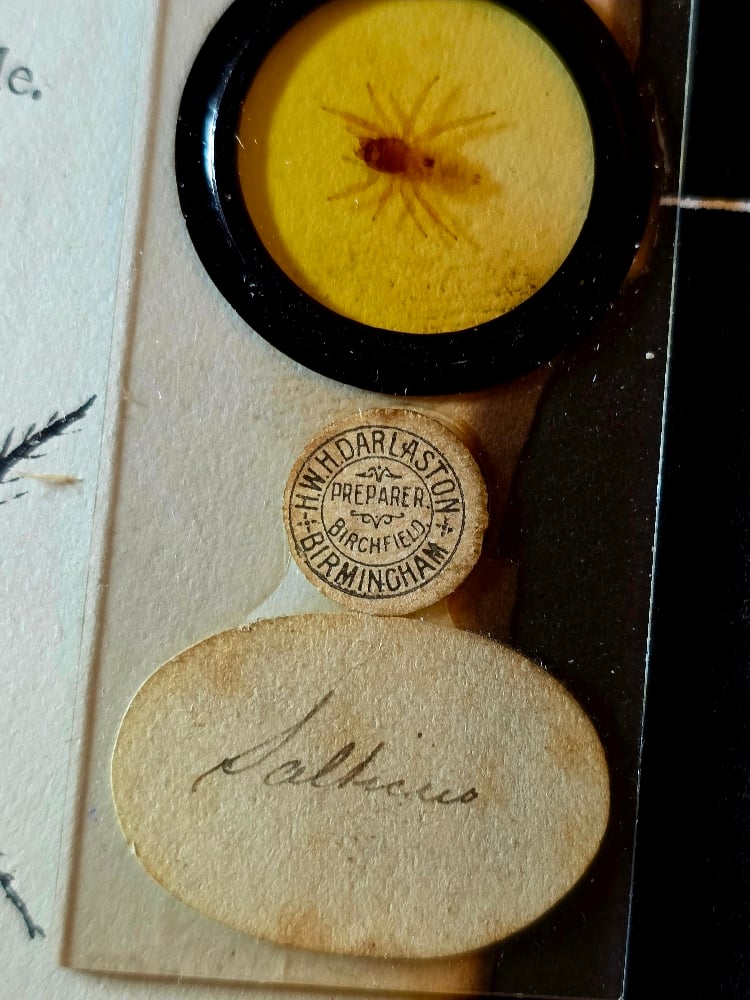 le.
H.W.H.DARLASTON
PREPARER.
BIRCHFIELD,
BIRMINGHAM
Salticus